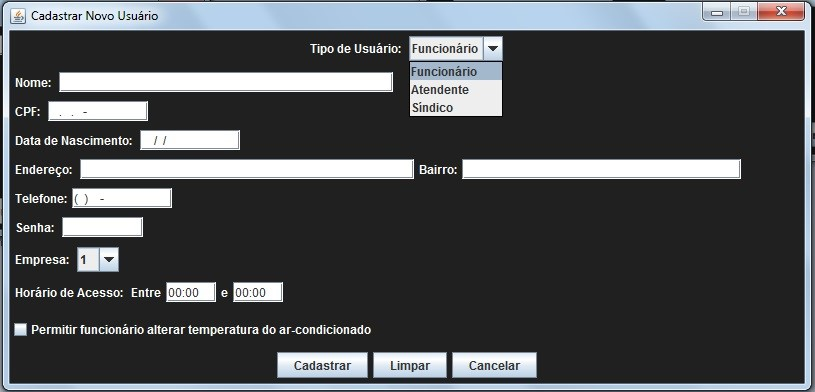 Cadastrar Novo Usuário
Tipo de Usuário: Funcionário
Funcionário
Atendente
Síndico
Nome:
CPF: . . -
Data de Nascimento: / /
Endereço: Bairro:
Telefone: ( ) -
Senha:
Empresa: 1
Horário de Acesso: Entre 00:00 e 00:00
Permitir funcionário alterar temperatura do ar-condicionado
Cadastrar Limpar Cancelar